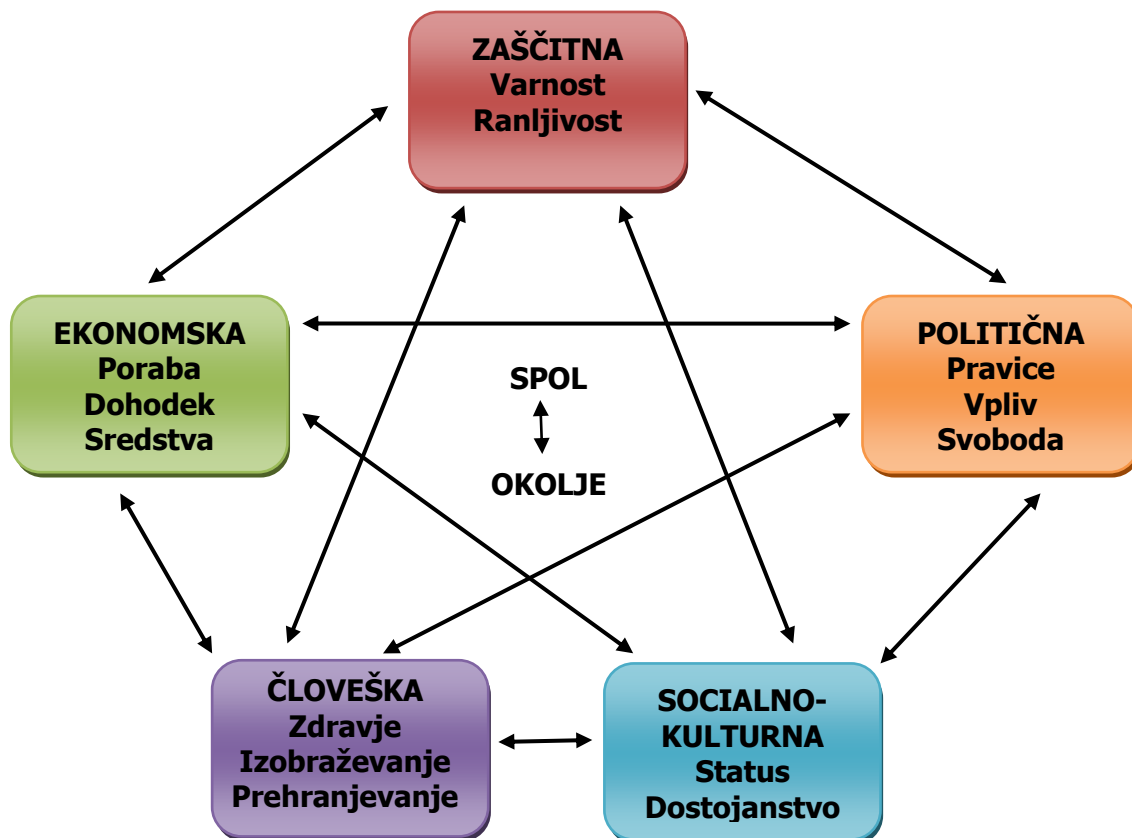 ZAŠČITNA
Varnost
Ranljivost
EKONOMSKA
Poraba
Dohodek
Sredstva
SPOL
OKOLJE
POLITIČNA
Pravice
Vpliv
Svoboda
ČLOVEŠKA
Zdravje
Izobraževanje
Prehranjevanje
SOCIALNO-
KULTURNA
Status
Dostojanstvo